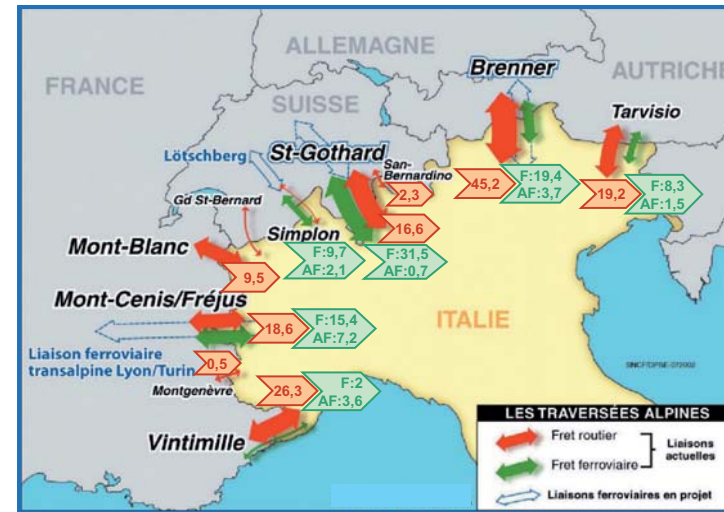 ALLEMAGNE
FRANCE
Brenner
AUTRICHE
SUISSE
Tarvisio
St-Gothard
Lötschberg
San-
Bernardino
2,3
45,2
F:19,4
AF:3,7
19,2
F:8,3
AF:1,5
Gd St-Bernard
Simplon
16,6
Mont-Blanc
F:9,7
AF:2,1
F:31,5
AF:0,7
9,5
Mont-Cenis/Fréjus
18,6
F:15,4
AF:7,2
ITALIE
Liaison ferroviaire
transalpine Lyon/Turin
0,5
Montgenèvre
26,3
F:2
AF:3,6
Vintimille
LES TRAVERSÉES ALPINES
Fret routier
Fret ferroviaire
Liaisons
actuelles
Liaisons ferroviaires en projet